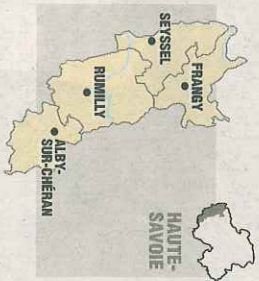 SEYSSEL
FRANGY
RUMILLY
ALBY-
SUR-CHÉRAN
HAUTE-
SAVOIE